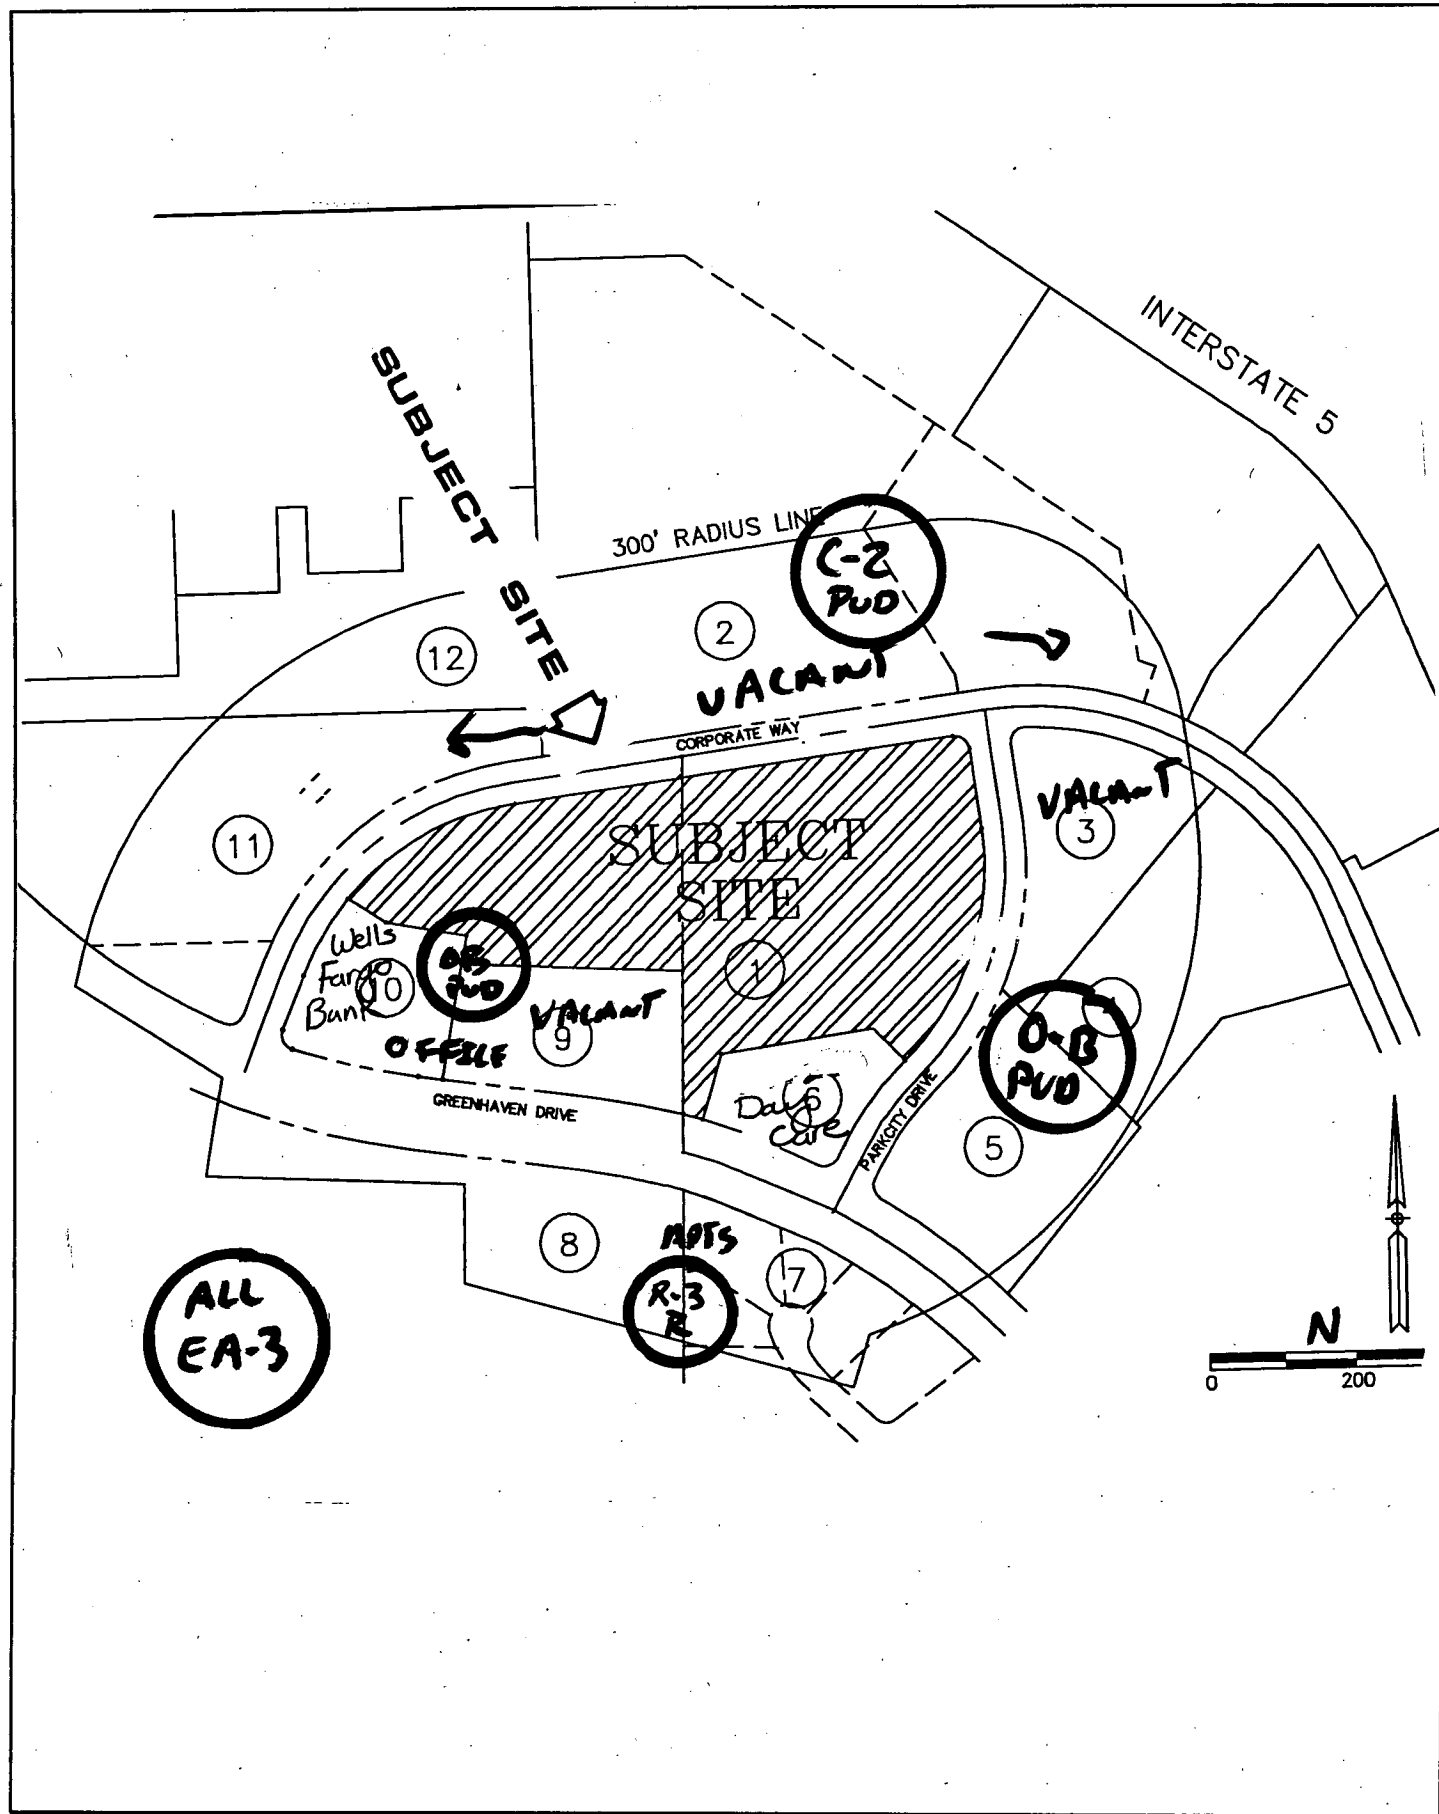 INTERSTATE 5
SUBJECT SITE
300' RADIUS LINE
C-2
PUD
2
12
VACANT
CORPORATE WAY
VACANT
3
11
SUBJECT
SITE
1
Wells
Fargo
Bank
10
OB
PUD
VACANT
9
OFFICE
O-B
PUD
GREENHAVEN DRIVE
Day
Care
6
PARKCITY DRIVE
5
8
APTS
7
R-3
R
ALL
EA-3
N
0 200